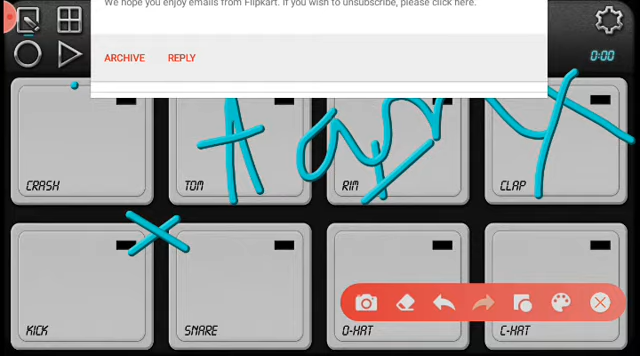 We hope you enjoy emails from Flipkart. If you wish to unsubscribe, please click here.
ARCHIVE REPLY
0:00
CRASH TOM RIM CLAP
KICK SNARE O-HAT C-HAT